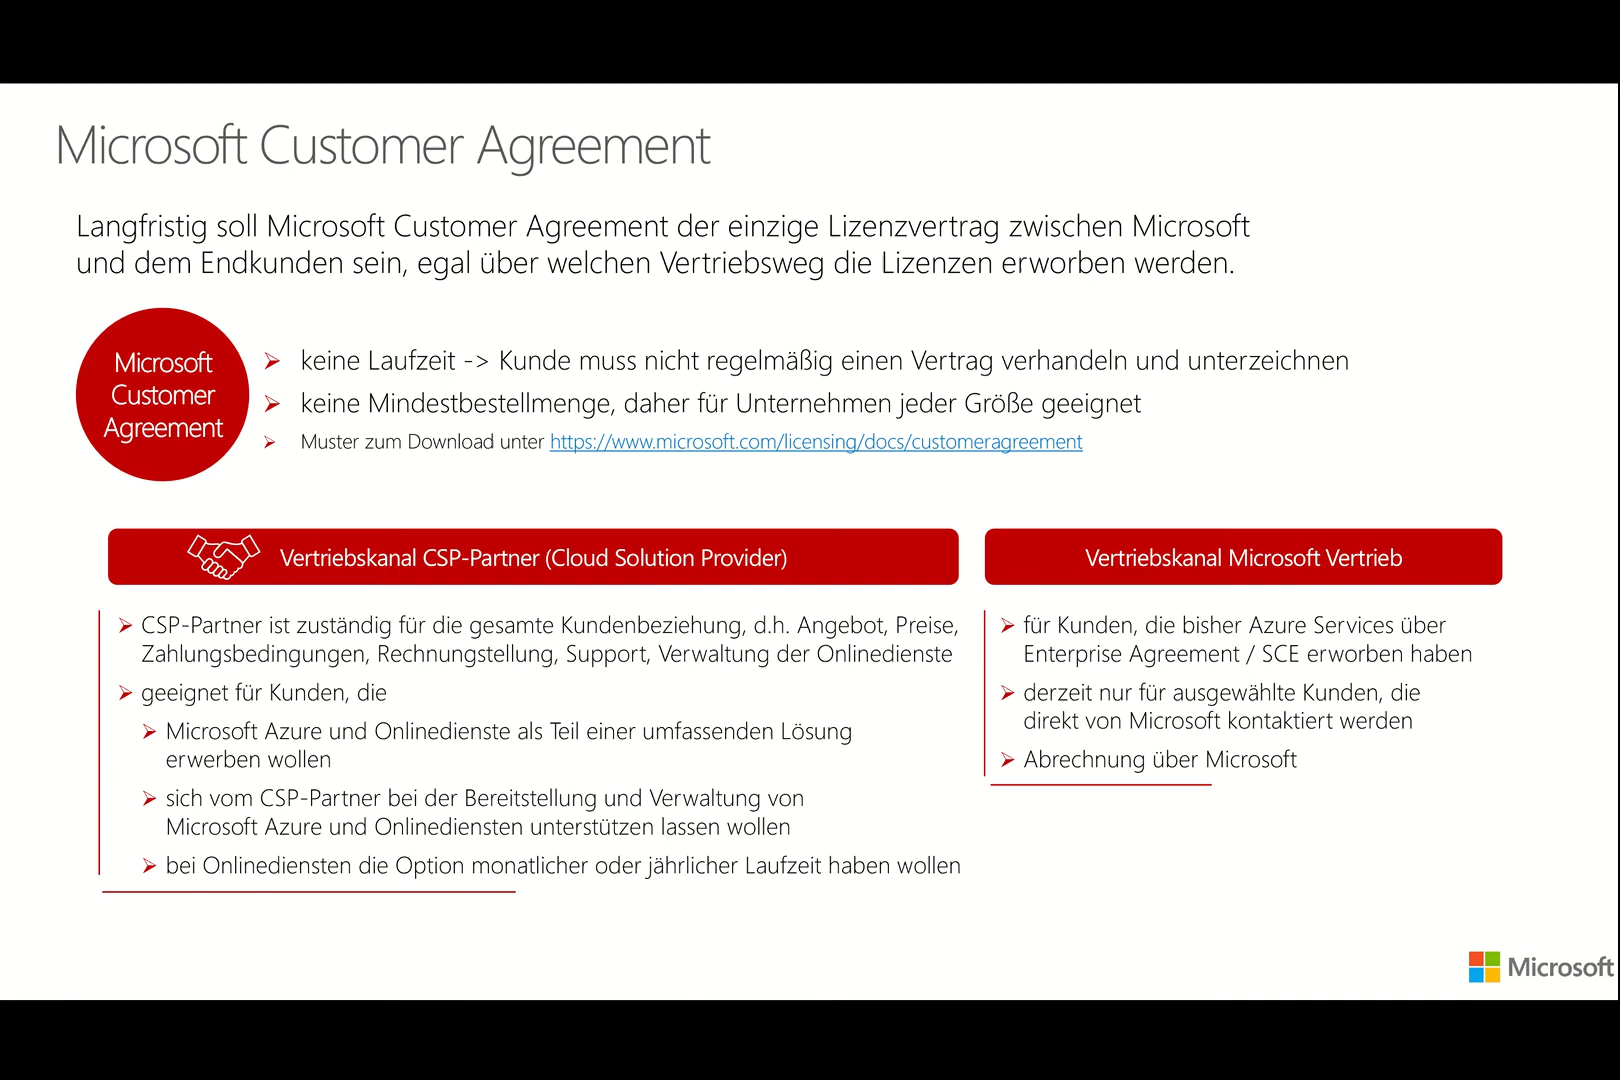 Microsoft Customer Agreement
Langfristig soll Microsoft Customer Agreement der einzige Lizenzvertrag zwischen Microsoft
und dem Endkunden sein, egal über welchen Vertriebsweg die Lizenzen erworben werden.
Microsoft
Customer
Agreement
keine Laufzeit -> Kunde muss nicht regelmäßig einen Vertrag verhandeln und unterzeichnen
keine Mindestbestellmenge, daher für Unternehmen jeder Größe geeignet
Muster zum Download unter https://www.microsoft.com/licensing/docs/customeragreement
Vertriebskanal CSP-Partner (Cloud Solution Provider)
CSP-Partner ist zuständig für die gesamte Kundenbeziehung, d.h. Angebot, Preise,
Zahlungsbedingungen, Rechnungstellung, Support, Verwaltung der Onlinedienste
geeignet für Kunden, die
Microsoft Azure und Onlinedienste als Teil einer umfassenden Lösung
erwerben wollen
sich vom CSP-Partner bei der Bereitstellung und Verwaltung von
Microsoft Azure und Onlinediensten unterstützen lassen wollen
bei Onlinediensten die Option monatlicher oder jährlicher Laufzeit haben wollen
Vertriebskanal Microsoft Vertrieb
für Kunden, die bisher Azure Services über
Enterprise Agreement / SCE erworben haben
derzeit nur für ausgewählte Kunden, die
direkt von Microsoft kontaktiert werden
Abrechnung über Microsoft
Microsoft